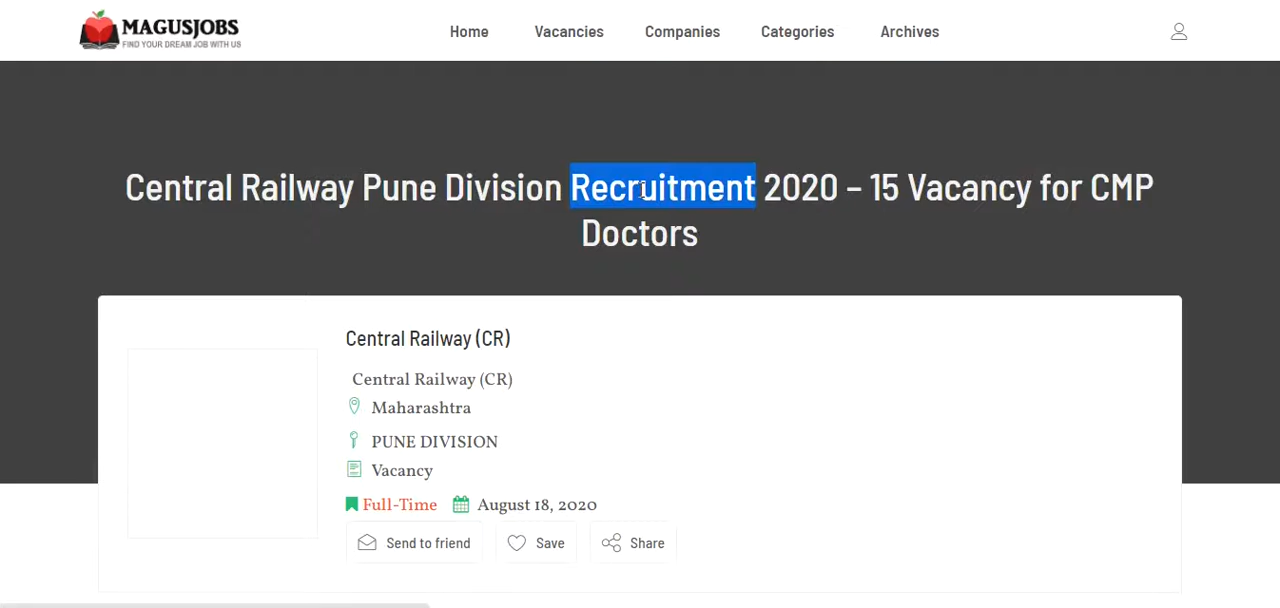 MAGUSJOBS
FIND YOUR DREAM JOB WITH US
Home Vacancies Companies Categories Archives
Central Railway Pune Division Recruitment 2020 – 15 Vacancy for CMP
Doctors
Central Railway (CR)
Central Railway (CR)
Maharashtra
PUNE DIVISION
Vacancy
Full-Time August 18, 2020
Send to friend Save Share